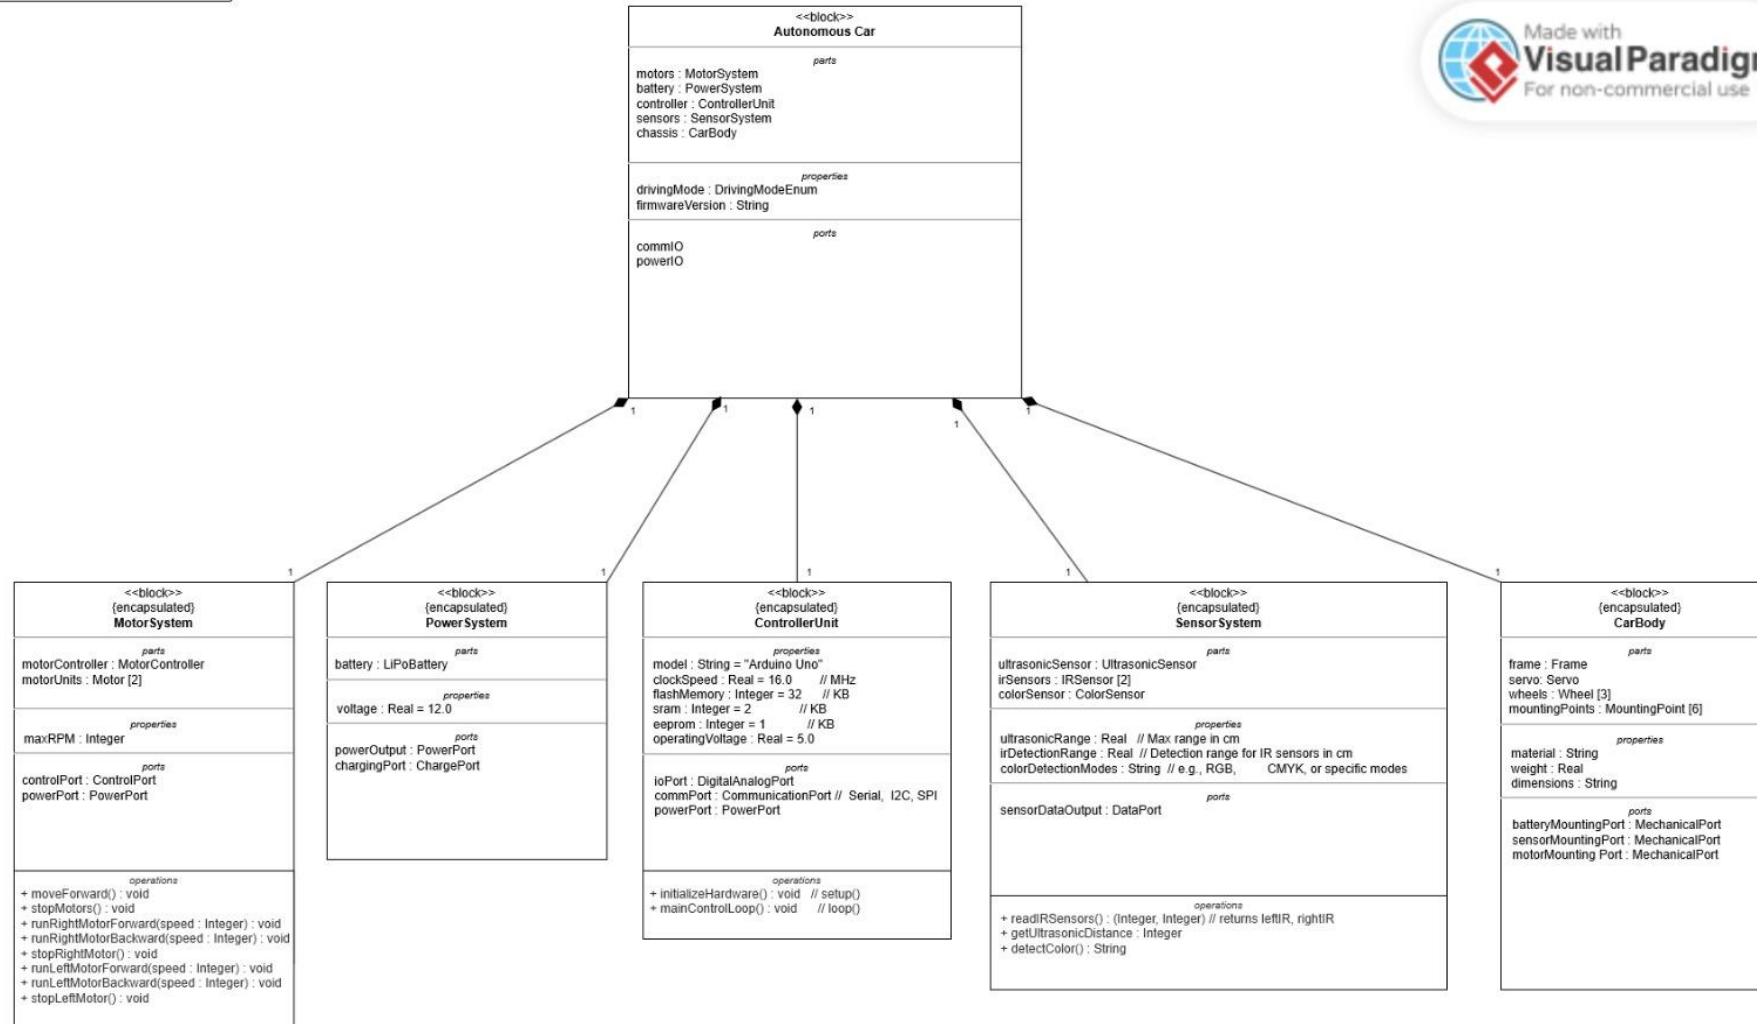 <<block>>
Autonomous Car
parts
motors : MotorSystem
battery : PowerSystem
controller : ControllerUnit
sensors : SensorSystem
chassis : CarBody
properties
drivingMode : DrivingModeEnum
firmwareVersion : String
ports
commIO
powerIO
Made with
Visual Paradigm
For non-commercial use
1
1
1
1
1
1
1
1
1
1
<<block>>
{encapsulated}
MotorSystem
parts
motorController : MotorController
motorUnits : Motor [2]
properties
maxRPM : Integer
ports
controlPort : ControlPort
powerPort : PowerPort
operations
+ moveForward() : void
+ stopMotors() : void
+ runRightMotorForward(speed : Integer) : void
+ runRightMotorBackward(speed : Integer) : void
+ stopRightMotor() : void
+ runLeftMotorForward(speed : Integer) : void
+ runLeftMotorBackward(speed : Integer) : void
+ stopLeftMotor() : void
<<block>>
{encapsulated}
PowerSystem
parts
battery : LiPoBattery
properties
voltage : Real = 12.0
ports
powerOutput : PowerPort
chargingPort : ChargePort
<<block>>
{encapsulated}
ControllerUnit
properties
model : String = "Arduino Uno"
clockSpeed : Real = 16.0 // MHz
flashMemory : Integer = 32 // KB
sram : Integer = 2 // KB
eeprom : Integer = 1 // KB
operatingVoltage : Real = 5.0
ports
ioPort : DigitalAnalogPort
commPort : CommunicationPort // Serial, I2C, SPI
powerPort : PowerPort
operations
+ initializeHardware() : void // setup()
+ mainControlLoop() : void // loop()
<<block>>
{encapsulated}
SensorSystem
parts
ultrasonicSensor : UltrasonicSensor
irSensors : IRSensor [2]
colorSensor : ColorSensor
properties
ultrasonicRange : Real // Max range in cm
irDetectionRange : Real // Detection range for IR sensors in cm
colorDetectionModes : String // e.g., RGB, CMYK, or specific modes
ports
sensorDataOutput : DataPort
operations
+ readIRSensors() : (Integer, Integer) // returns leftIR, rightIR
+ getUltrasonicDistance : Integer
+ detectColor() : String
<<block>>
{encapsulated}
CarBody
parts
frame : Frame
servo: Servo
wheels : Wheel [3]
mountingPoints : MountingPoint [6]
properties
material : String
weight : Real
dimensions : String
ports
batteryMountingPort : MechanicalPort
sensorMountingPort : MechanicalPort
motorMounting Port : MechanicalPort